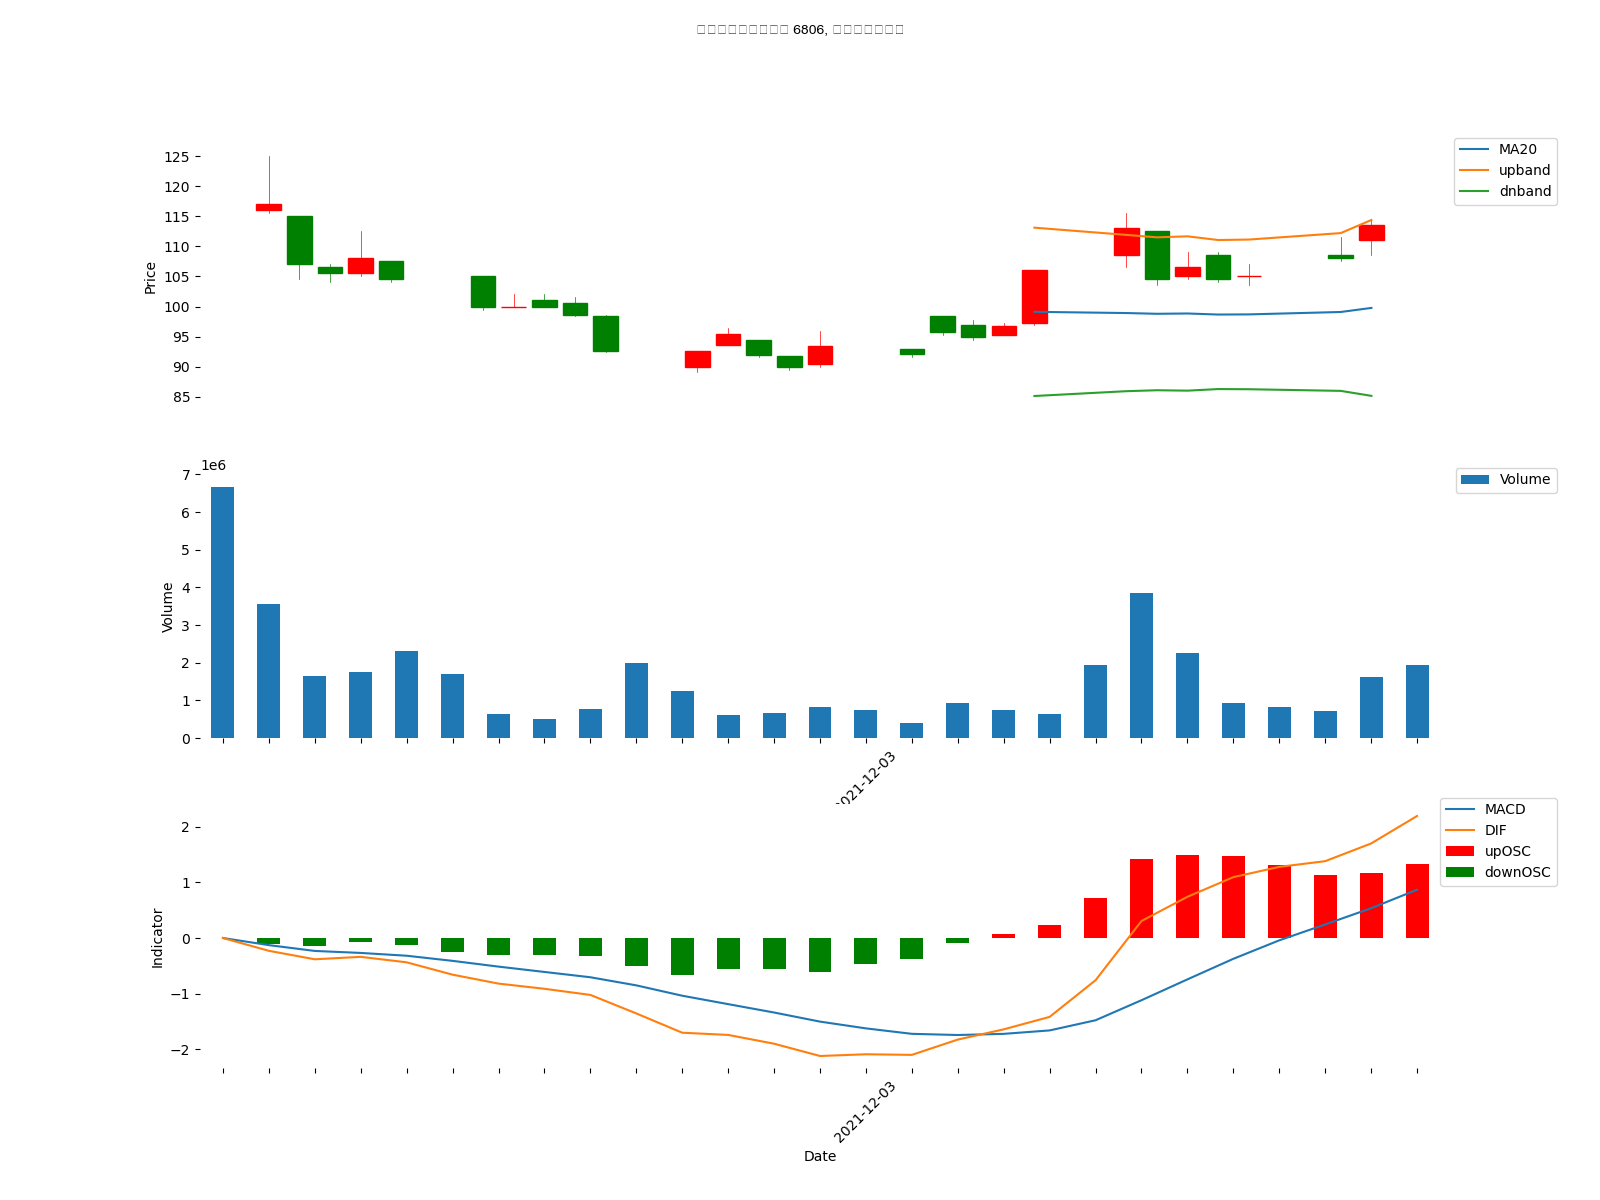 6806,
125
120
115
110
105
100
95
90
85
Price
MA20
upband
dnband
1e6
7
6
5
4
3
2
1
0
Volume
Volume
2021-12-03
2
1
0
−1
−2
Indicator
MACD
DIF
upOSC
downOSC
2021-12-03
Date